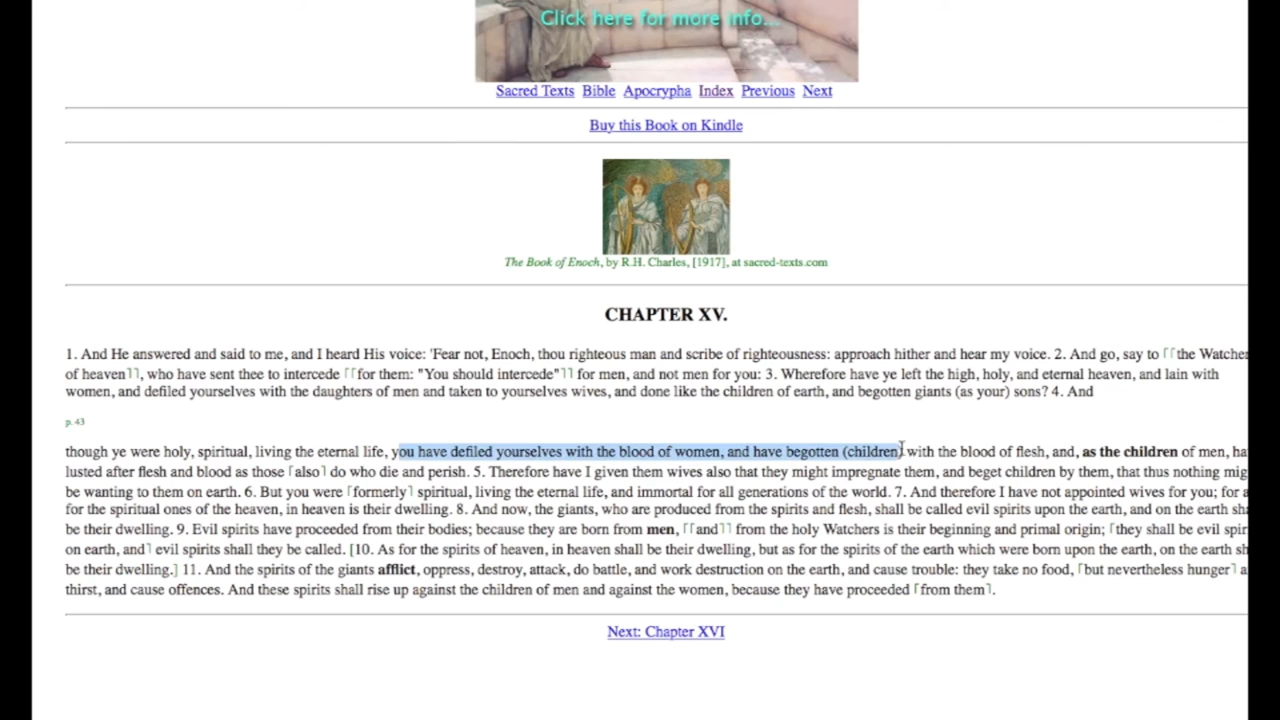 Click here for more info...
Sacred Texts Bible Apocrypha Index Previous Next
Buy this Book on Kindle
The Book of Enoch, by R.H. Charles, [1917], at sacred-texts.com
CHAPTER XV.
1. And He answered and said to me, and I heard His voice: 'Fear not, Enoch, thou righteous man and scribe of righteousness: approach hither and hear my voice. 2. And go, say to ⌈⌈the Watche
of heaven⌉⌉, who have sent thee to intercede ⌈⌈for them: "You should intercede"⌉⌉ for men, and not men for you: 3. Wherefore have ye left the high, holy, and eternal heaven, and lain with
women, and defiled yourselves with the daughters of men and taken to yourselves wives, and done like the children of earth, and begotten giants (as your) sons? 4. And
p. 43
though ye were holy, spiritual, living the eternal life, you have defiled yourselves with the blood of women, and have begotten (children) with the blood of flesh, and, as the children of men, ha
lusted after flesh and blood as those ⌈also⌉ do who die and perish. 5. Therefore have I given them wives also that they might impregnate them, and beget children by them, that thus nothing mig
be wanting to them on earth. 6. But you were ⌈formerly⌉ spiritual, living the eternal life, and immortal for all generations of the world. 7. And therefore I have not appointed wives for you; for a
for the spiritual ones of the heaven, in heaven is their dwelling. 8. And now, the giants, who are produced from the spirits and flesh, shall be called evil spirits upon the earth, and on the earth sh
be their dwelling. 9. Evil spirits have proceeded from their bodies; because they are born from men, ⌈⌈and⌉⌉ from the holy Watchers is their beginning and primal origin; ⌈they shall be evil spir
on earth, and⌉ evil spirits shall they be called. [10. As for the spirits of heaven, in heaven shall be their dwelling, but as for the spirits of the earth which were born upon the earth, on the earth sh
be their dwelling.] 11. And the spirits of the giants afflict, oppress, destroy, attack, do battle, and work destruction on the earth, and cause trouble: they take no food, ⌈but nevertheless hunger⌉ a
thirst, and cause offences. And these spirits shall rise up against the children of men and against the women, because they have proceeded ⌈from them⌉.
Next: Chapter XVI